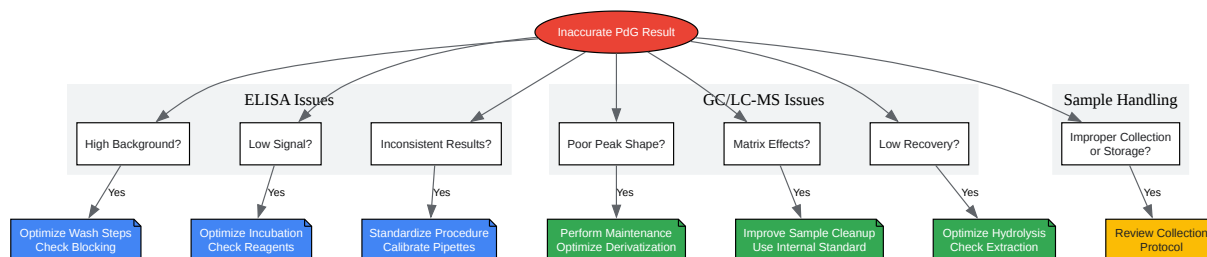 Inaccurate PdG Result
ELISA Issues
GC/LC-MS Issues
Sample Handling
High Background?
Low Signal?
Inconsistent Results?
Poor Peak Shape?
Matrix Effects?
Low Recovery?
Improper Collection
or Storage?
Yes
Yes
Yes
Yes
Yes
Yes
Yes
Optimize Wash Steps
Check Blocking
Optimize Incubation
Check Reagents
Standardize Procedure
Calibrate Pipettes
Perform Maintenance
Optimize Derivatization
Improve Sample Cleanup
Use Internal Standard
Optimize Hydrolysis
Check Extraction
Review Collection
Protocol